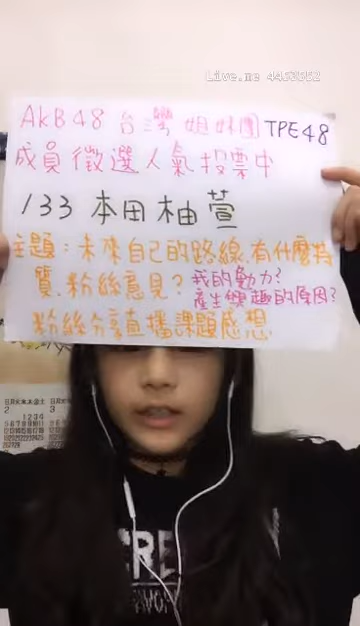 Live.me 4453552
AkB48 台灣 姐妹團 TPE48
成員徵選人氣投票中
133 本田柚萱
主題：未來自己的路線，有什麼特
質、粉絲意見？我的動力？
產生興趣的原因？
粉絲分享直播課題感想